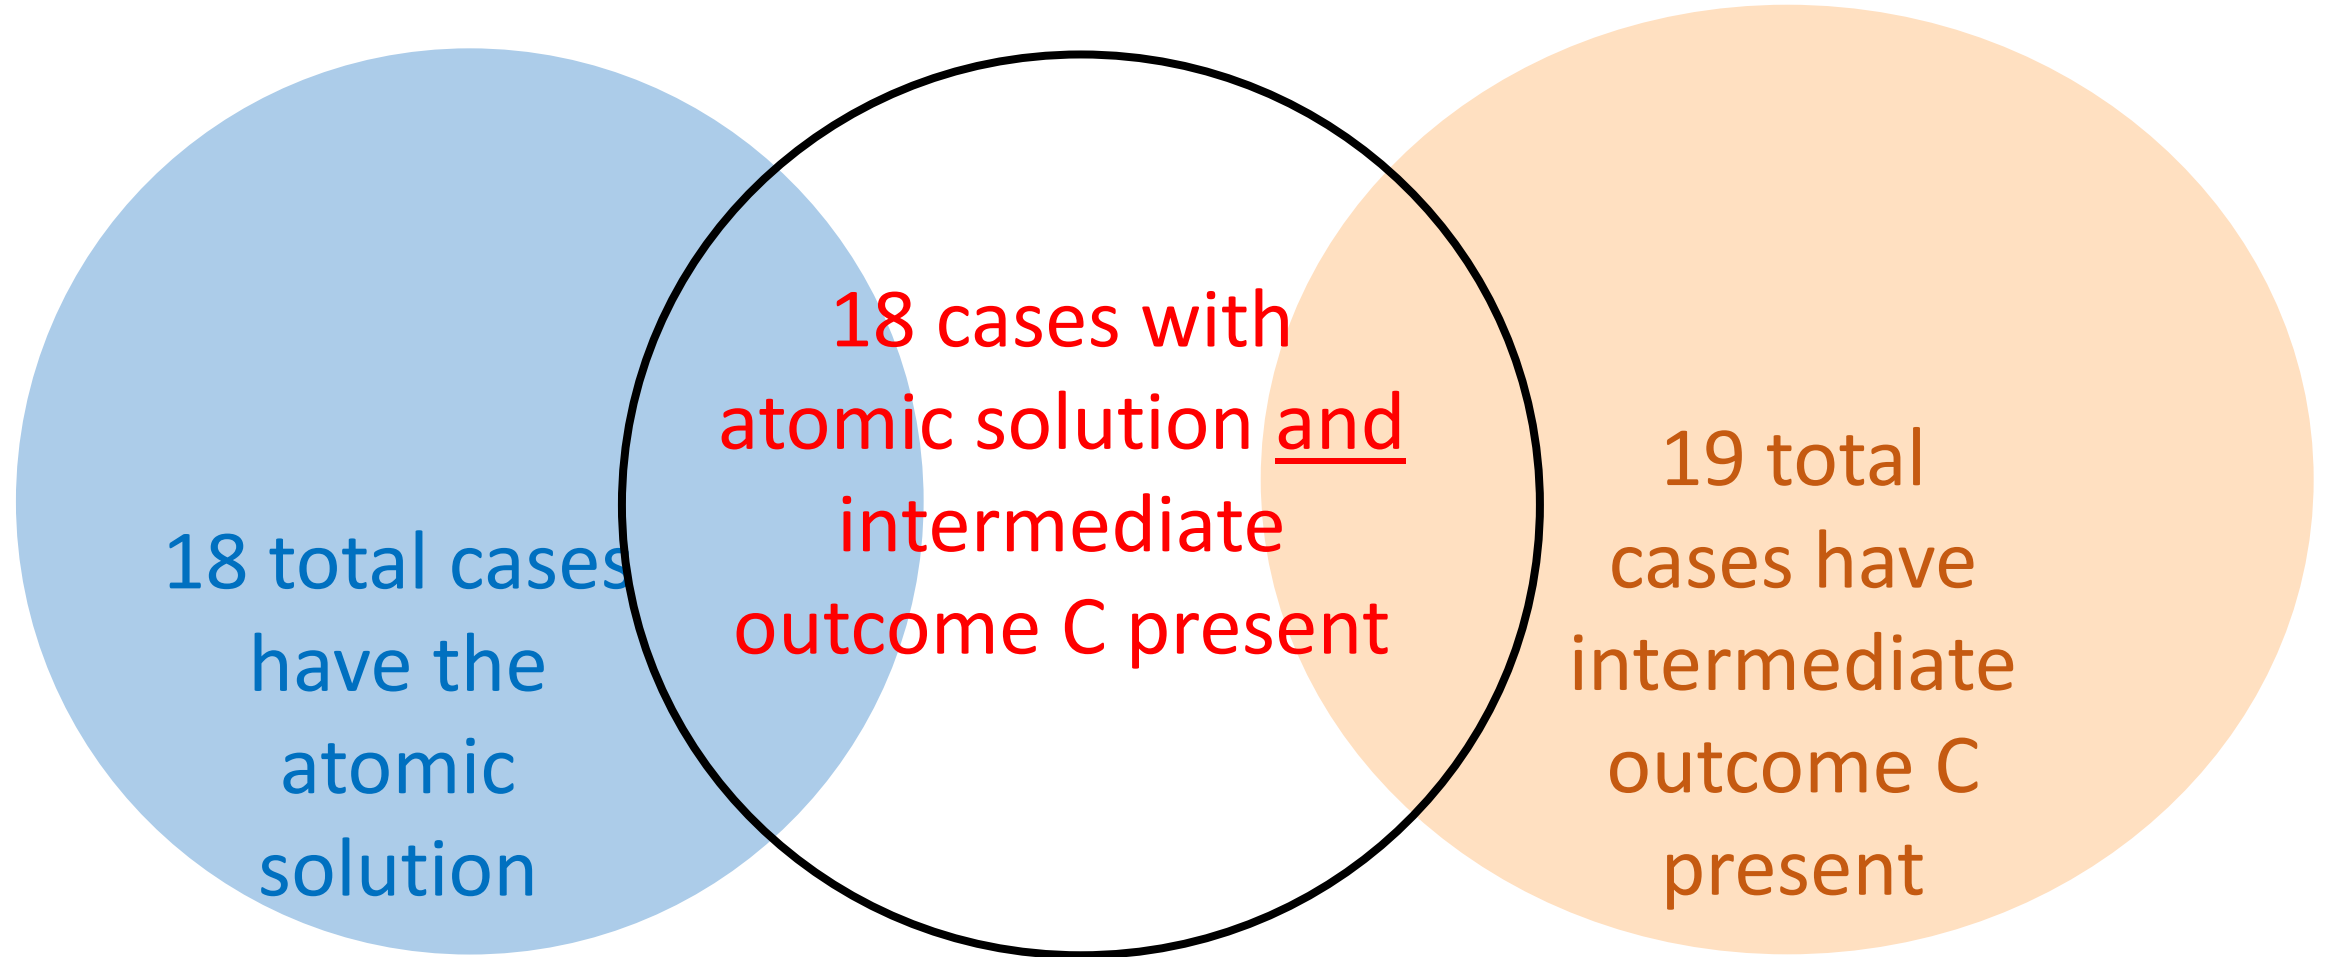 18 total cases
have the
atomic
solution
18 cases with
atomic solution and
intermediate
outcome C present
19 total
cases have
intermediate
outcome C
present